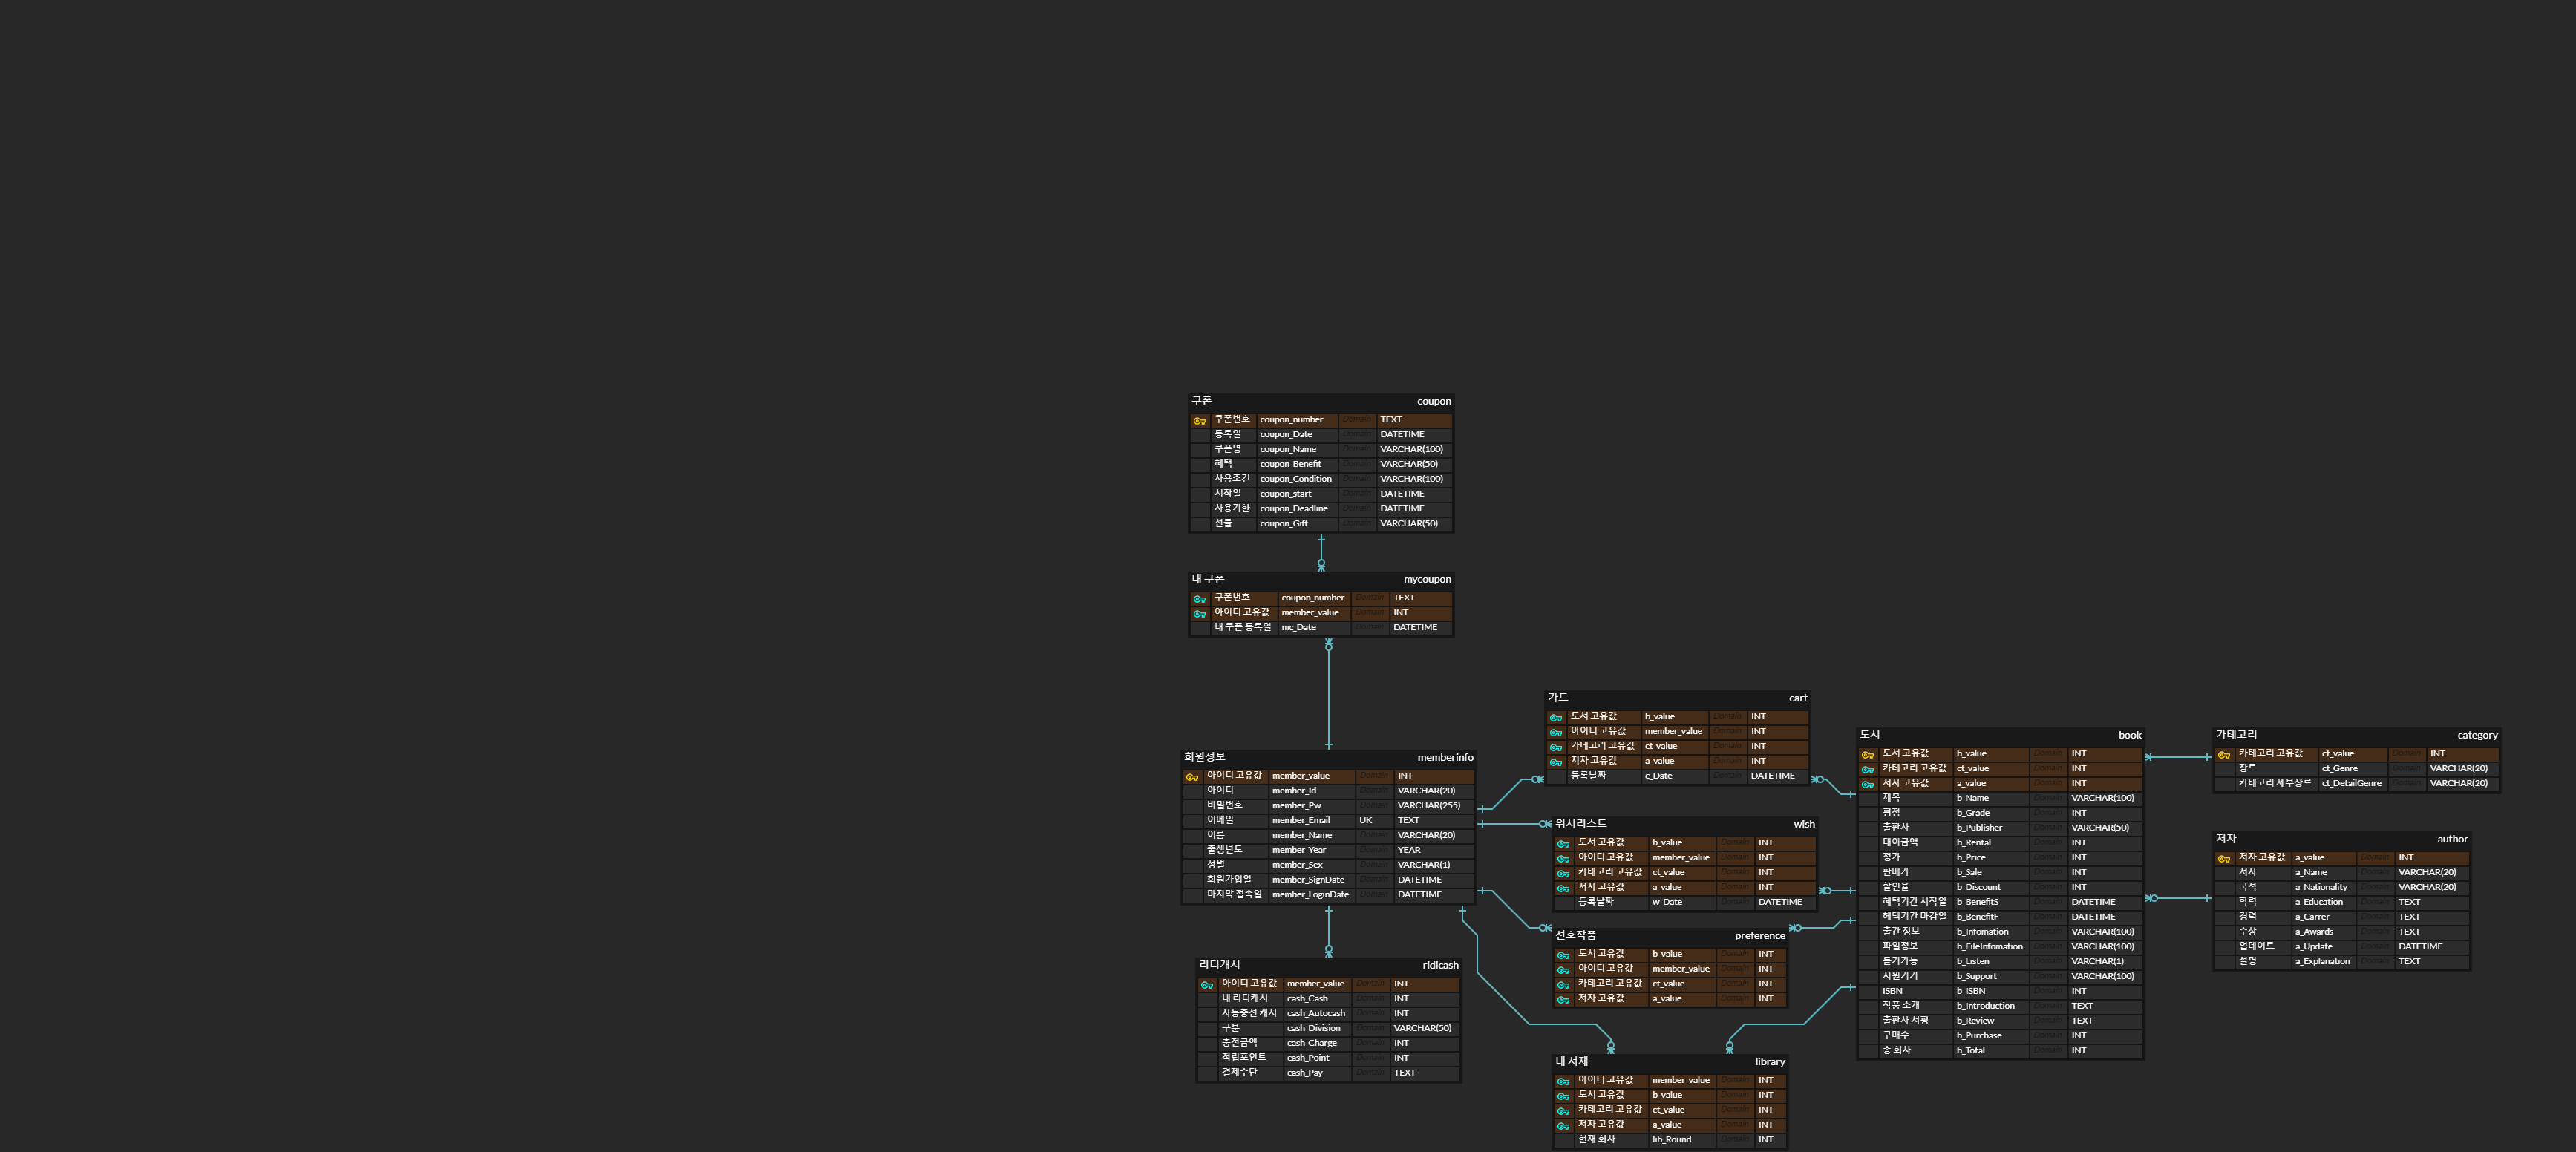 쿠폰 coupon
쿠폰번호 coupon_number Domain TEXT
등록일 coupon_Date Domain DATETIME
쿠폰명 coupon_Name Domain VARCHAR(100)
혜택 coupon_Benefit Domain VARCHAR(50)
사용조건 coupon_Condition Domain VARCHAR(100)
시작일 coupon_start Domain DATETIME
사용기한 coupon_Deadline Domain DATETIME
선물 coupon_Gift Domain VARCHAR(50)
내 쿠폰 mycoupon
쿠폰번호 coupon_number Domain TEXT
아이디 고유값 member_value Domain INT
내 쿠폰 등록일 mc_Date Domain DATETIME
회원정보 memberinfo
아이디 고유값 member_value Domain INT
아이디 member_Id Domain VARCHAR(20)
비밀번호 member_Pw Domain VARCHAR(255)
이메일 member_Email UK TEXT
이름 member_Name Domain VARCHAR(20)
출생년도 member_Year Domain YEAR
성별 member_Sex Domain VARCHAR(1)
회원가입일 member_SignDate Domain DATETIME
마지막 접속일 member_LoginDate Domain DATETIME
리디캐시 ridicash
아이디 고유값 member_value Domain INT
내 리디캐시 cash_Cash Domain INT
자동충전 캐시 cash_Autocash Domain INT
구분 cash_Division Domain VARCHAR(50)
충전금액 cash_Charge Domain INT
적립포인트 cash_Point Domain INT
결제수단 cash_Pay Domain TEXT
카트 cart
도서 고유값 b_value Domain INT
아이디 고유값 member_value Domain INT
카테고리 고유값 ct_value Domain INT
저자 고유값 a_value Domain INT
등록날짜 c_Date Domain DATETIME
위시리스트 wish
도서 고유값 b_value Domain INT
아이디 고유값 member_value Domain INT
카테고리 고유값 ct_value Domain INT
저자 고유값 a_value Domain INT
등록날짜 w_Date Domain DATETIME
선호작품 preference
도서 고유값 b_value Domain INT
아이디 고유값 member_value Domain INT
카테고리 고유값 ct_value Domain INT
저자 고유값 a_value Domain INT
내 서재 library
아이디 고유값 member_value Domain INT
도서 고유값 b_value Domain INT
카테고리 고유값 ct_value Domain INT
저자 고유값 a_value Domain INT
현재 회차 lib_Round Domain INT
도서 book
도서 고유값 b_value Domain INT
카테고리 고유값 ct_value Domain INT
저자 고유값 a_value Domain INT
제목 b_Name Domain VARCHAR(100)
평점 b_Grade Domain INT
출판사 b_Publisher Domain VARCHAR(50)
대여금액 b_Rental Domain INT
정가 b_Price Domain INT
판매가 b_Sale Domain INT
할인율 b_Discount Domain INT
혜택기간 시작일 b_BenefitS Domain DATETIME
혜택기간 마감일 b_BenefitF Domain DATETIME
출간 정보 b_Infomation Domain VARCHAR(100)
파일정보 b_FileInfomation Domain VARCHAR(100)
듣기가능 b_Listen Domain VARCHAR(1)
지원기기 b_Support Domain VARCHAR(100)
ISBN b_ISBN Domain INT
작품 소개 b_Introduction Domain TEXT
출판사 서평 b_Review Domain TEXT
구매수 b_Purchase Domain INT
총 회차 b_Total Domain INT
카테고리 category
카테고리 고유값 ct_value Domain INT
장르 ct_Genre Domain VARCHAR(20)
카테고리 세부장르 ct_DetailGenre Domain VARCHAR(20)
저자 author
저자 고유값 a_value Domain INT
저자 a_Name Domain VARCHAR(20)
국적 a_Nationality Domain VARCHAR(20)
학력 a_Education Domain TEXT
경력 a_Carrer Domain TEXT
수상 a_Awards Domain TEXT
업데이트 a_Update Domain DATETIME
설명 a_Explanation Domain TEXT